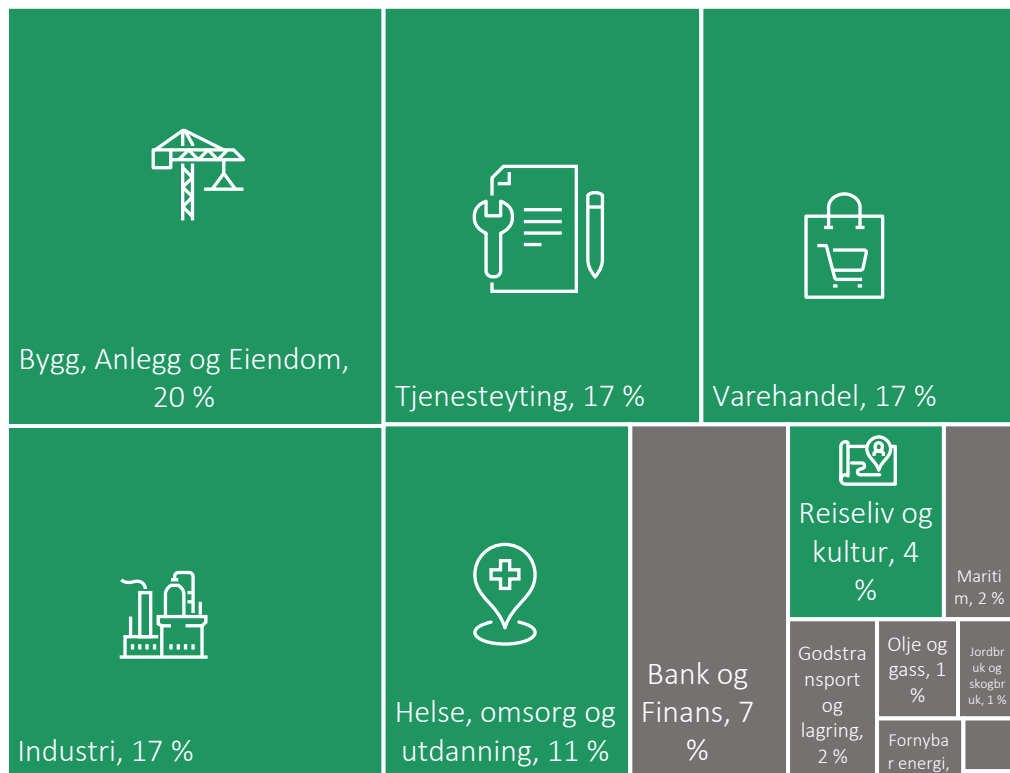 Bygg, Anlegg og Eiendom,
20 %
Tjenesteyting, 17 %
Varehandel, 17 %
Industri, 17 %
Helse, omsorg og
utdanning, 11 %
Bank og
Finans, 7
%
Reiseliv og
kultur, 4
%
Mariti
m, 2 %
Godstra
nsport
og
lagring,
2 %
Olje og
gass, 1
%
Jordbr
uk og
skogbr
uk, 1 %
Fornyba
r energi,